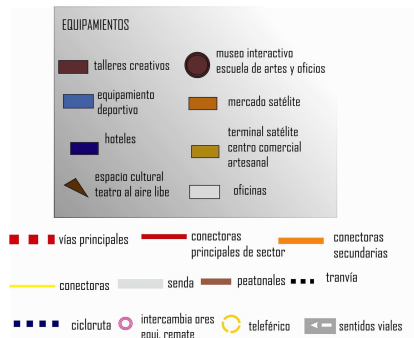 EQUIPAMIENTOS
talleres creativos
museo interactivo
escuela de artes y oficios
equipamiento
deportivo
mercado satélite
hoteles
terminal satélite
centro comercial
artesanal
espacio cultural
teatro al aire libe
oficinas
vías principales
conectoras
principales de sector
conectoras
secundarias
conectoras
senda
peatonales
tranvía
cicloruta
intercambia ores
equi. remate
teleférico
sentidos viales